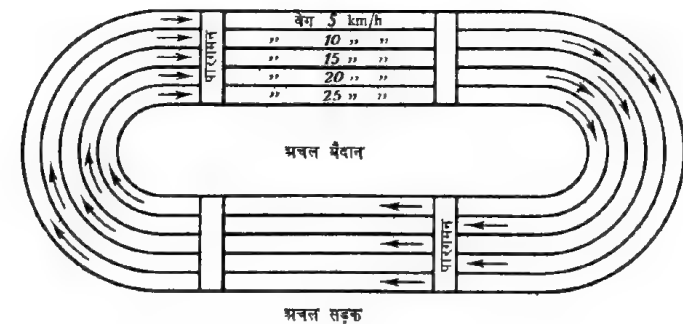 वेग 5 km/h
„ 10 „ „
„ 15 „ „
„ 20 „ „
„ 25 „ „
पारगमन
अचल मैदान
पारगमन
अचल सड़क